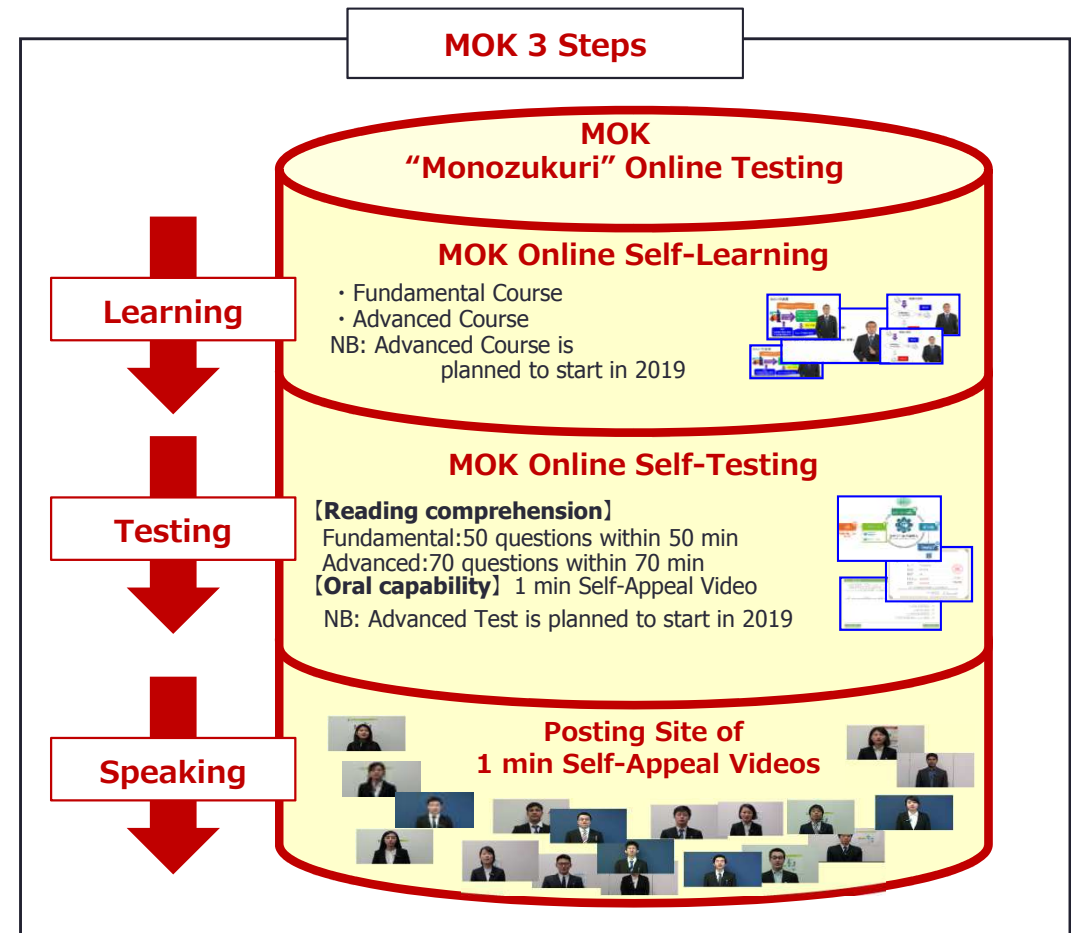 MOK 3 Steps
MOK
“Monozukuri” Online Testing
Learning
MOK Online Self-Learning
・Fundamental Course
・Advanced Course
NB: Advanced Course is
planned to start in 2019
Testing
MOK Online Self-Testing
【Reading comprehension】
Fundamental:50 questions within 50 min
Advanced:70 questions within 70 min
【Oral capability】 1 min Self-Appeal Video
NB: Advanced Test is planned to start in 2019
Speaking
Posting Site of
1 min Self-Appeal Videos